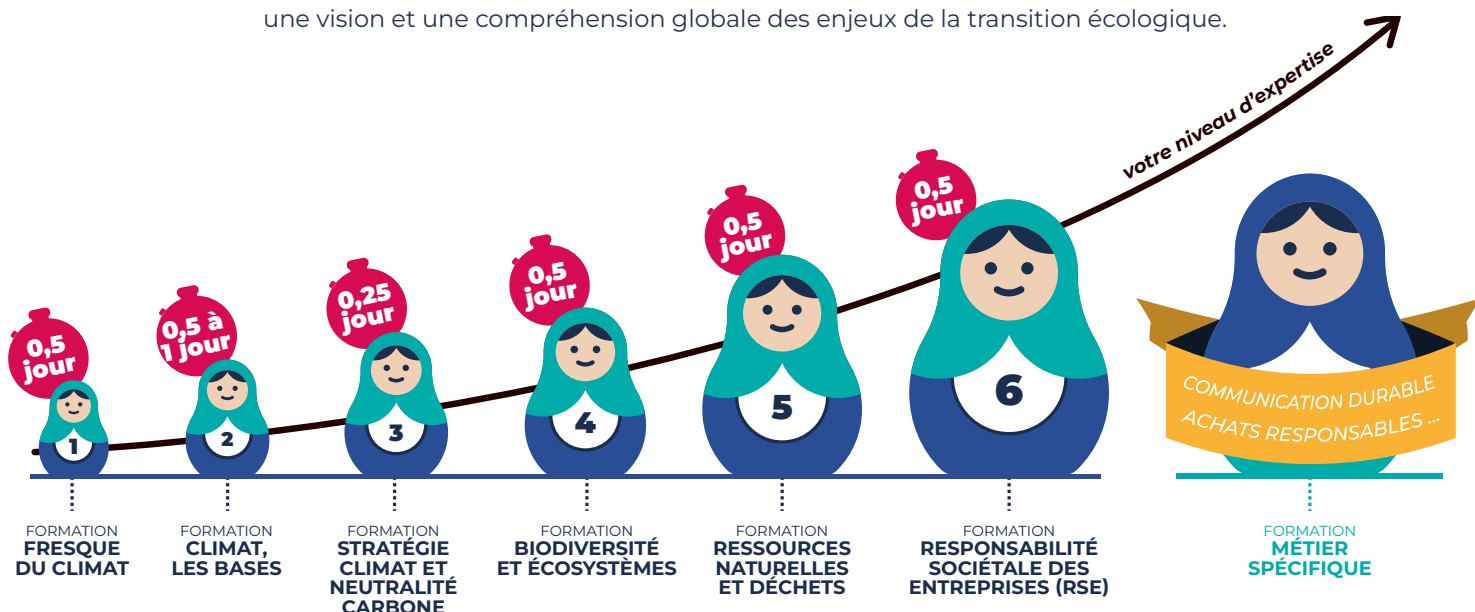 une vision et une compréhension globale des enjeux de la transition écologique.
votre niveau d'expertise
0,5
jour
0,5 à
1 jour
0,25
jour
0,5
jour
0,5
jour
0,5
jour
1
2
3
4
5
6
COMMUNICATION DURABLE
ACHATS RESPONSABLES ...
FORMATION
FRESQUE
DU CLIMAT
FORMATION
CLIMAT,
LES BASES
FORMATION
STRATÉGIE
CLIMAT ET
NEUTRALITÉ
CARBONE
FORMATION
BIODIVERSITÉ
ET ÉCOSYSTÈMES
FORMATION
RESSOURCES
NATURELLES
ET DÉCHETS
FORMATION
RESPONSABILITÉ
SOCIÉTALE DES
ENTREPRISES (RSE)
FORMATION
MÉTIER
SPÉCIFIQUE